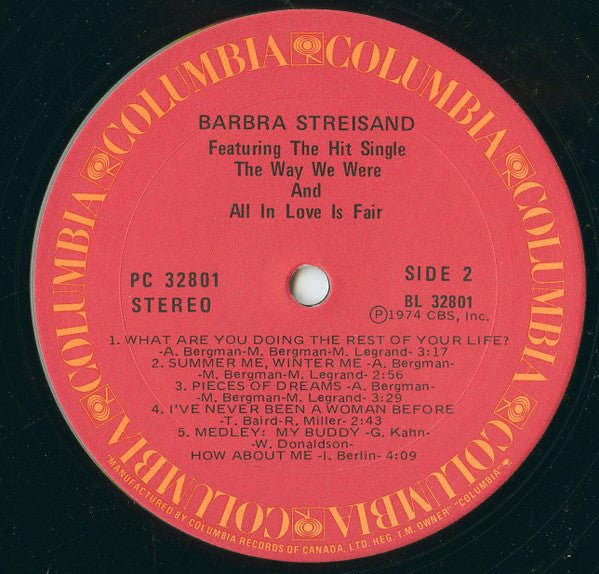 COLUMBIA COLUMBIA COLUMBIA COLUMBIA COLUMBIA COLUMBIA COLUMBIA
BARBRA STREISAND
Featuring The Hit Single
The Way We Were
And
All In Love Is Fair
PC 32801
STEREO
SIDE 2
BL 32801
Ⓟ1974 CBS, Inc.
1. WHAT ARE YOU DOING THE REST OF YOUR LIFE?
-A. Bergman-M. Bergman-M. Legrand- 3:17
2. SUMMER ME, WINTER ME -A. Bergman-
-M. Bergman-M. Legrand- 2:56
3. PIECES OF DREAMS -A. Bergman-
-M. Bergman-M. Legrand- 3:29
4. I'VE NEVER BEEN A WOMAN BEFORE
-T. Baird-R. Miller- 2:43
5. MEDLEY: MY BUDDY -G. Kahn-
-W. Donaldson-
HOW ABOUT ME -I. Berlin- 4:09
"MANUFACTURED BY COLUMBIA RECORDS OF CANADA, LTD. REG. T.M. OWNER" "COLUMBIA"